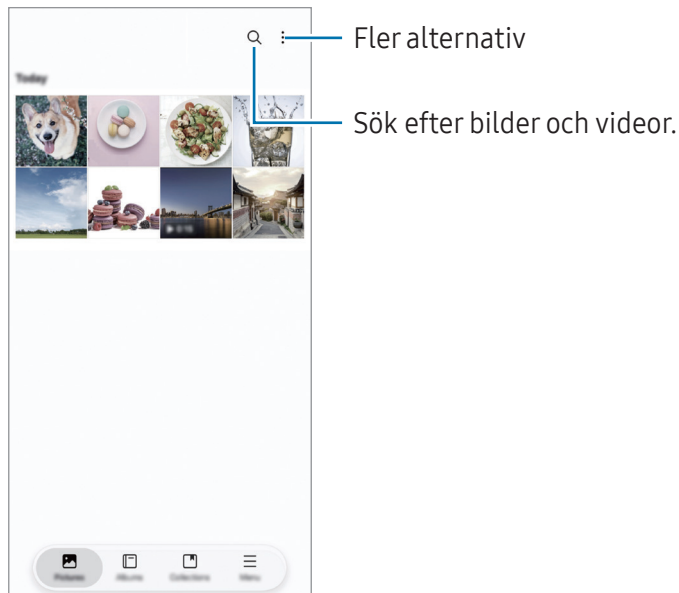 Fler alternativ
Sök efter bilder och videor.
Today
Pictures
Albums
Collections
Menu